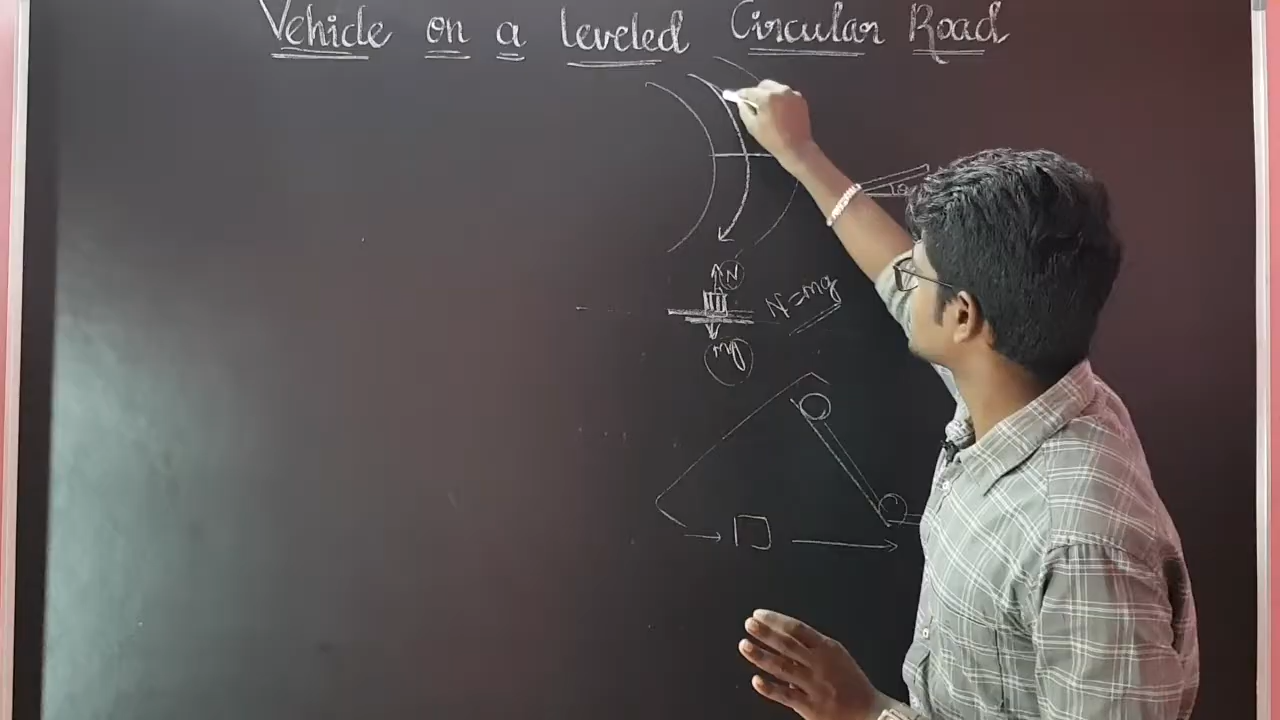 Vehicle on a leveled Circular Road
N
N = mg
mg